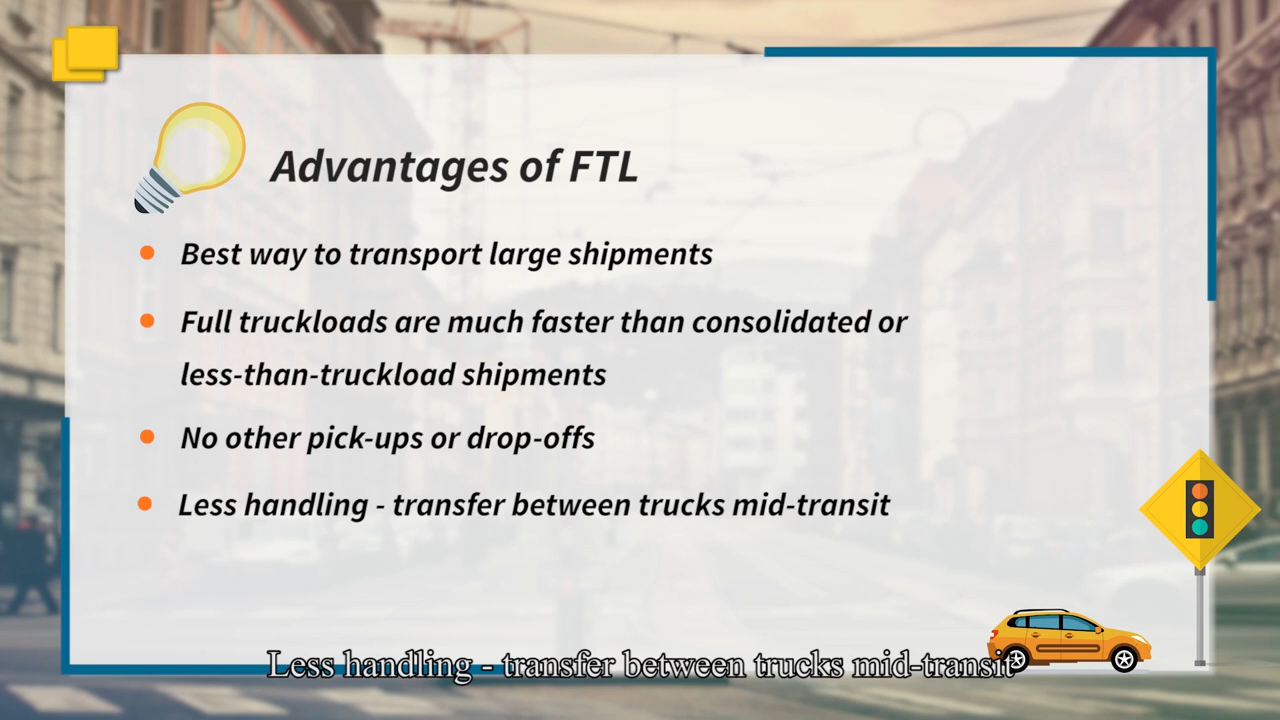 Advantages of FTL
Best way to transport large shipments
Full truckloads are much faster than consolidated or
less-than-truckload shipments
No other pick-ups or drop-offs
Less handling - transfer between trucks mid-transit
Less handling - transfer between trucks mid-transit